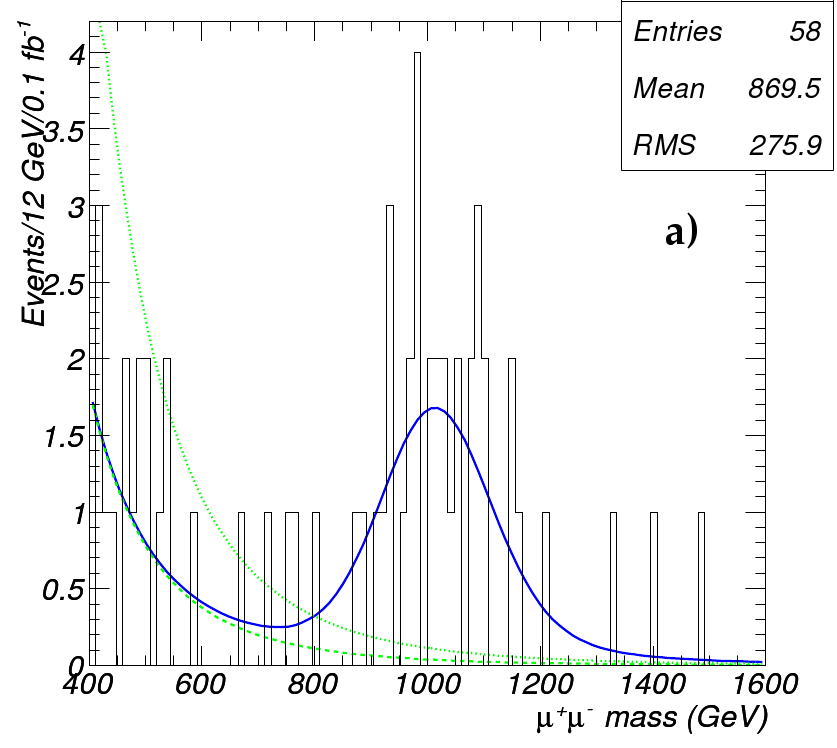 Entries 58
Mean 869.5
RMS 275.9
a)
Events/12 GeV/0.1 fb⁻¹
4
3.5
3
2.5
2
1.5
1
0.5
0
400 600 800 1000 1200 1400 1600
μ⁺μ⁻ mass (GeV)